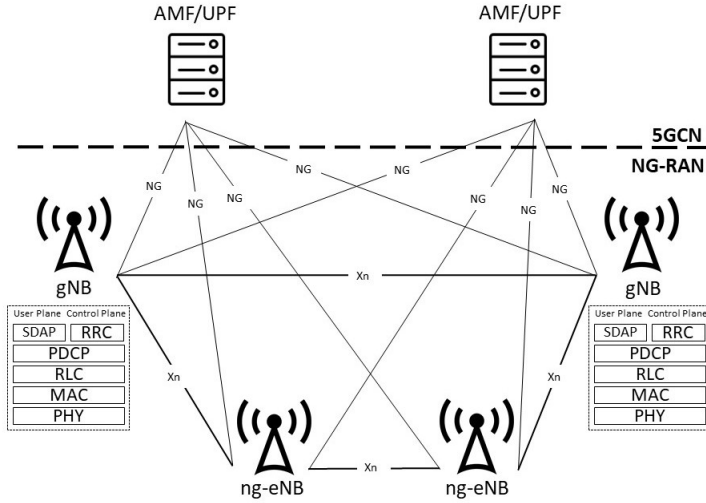 AMF/UPF
AMF/UPF
5GCN
NG-RAN
NG
NG
NG
NG
NG
NG
NG
NG
gNB
gNB
Xn
User Plane Control Plane
SDAP RRC
PDCP
RLC
MAC
PHY
User Plane Control Plane
SDAP RRC
PDCP
RLC
MAC
PHY
Xn
Xn
Xn
ng-eNB
ng-eNB